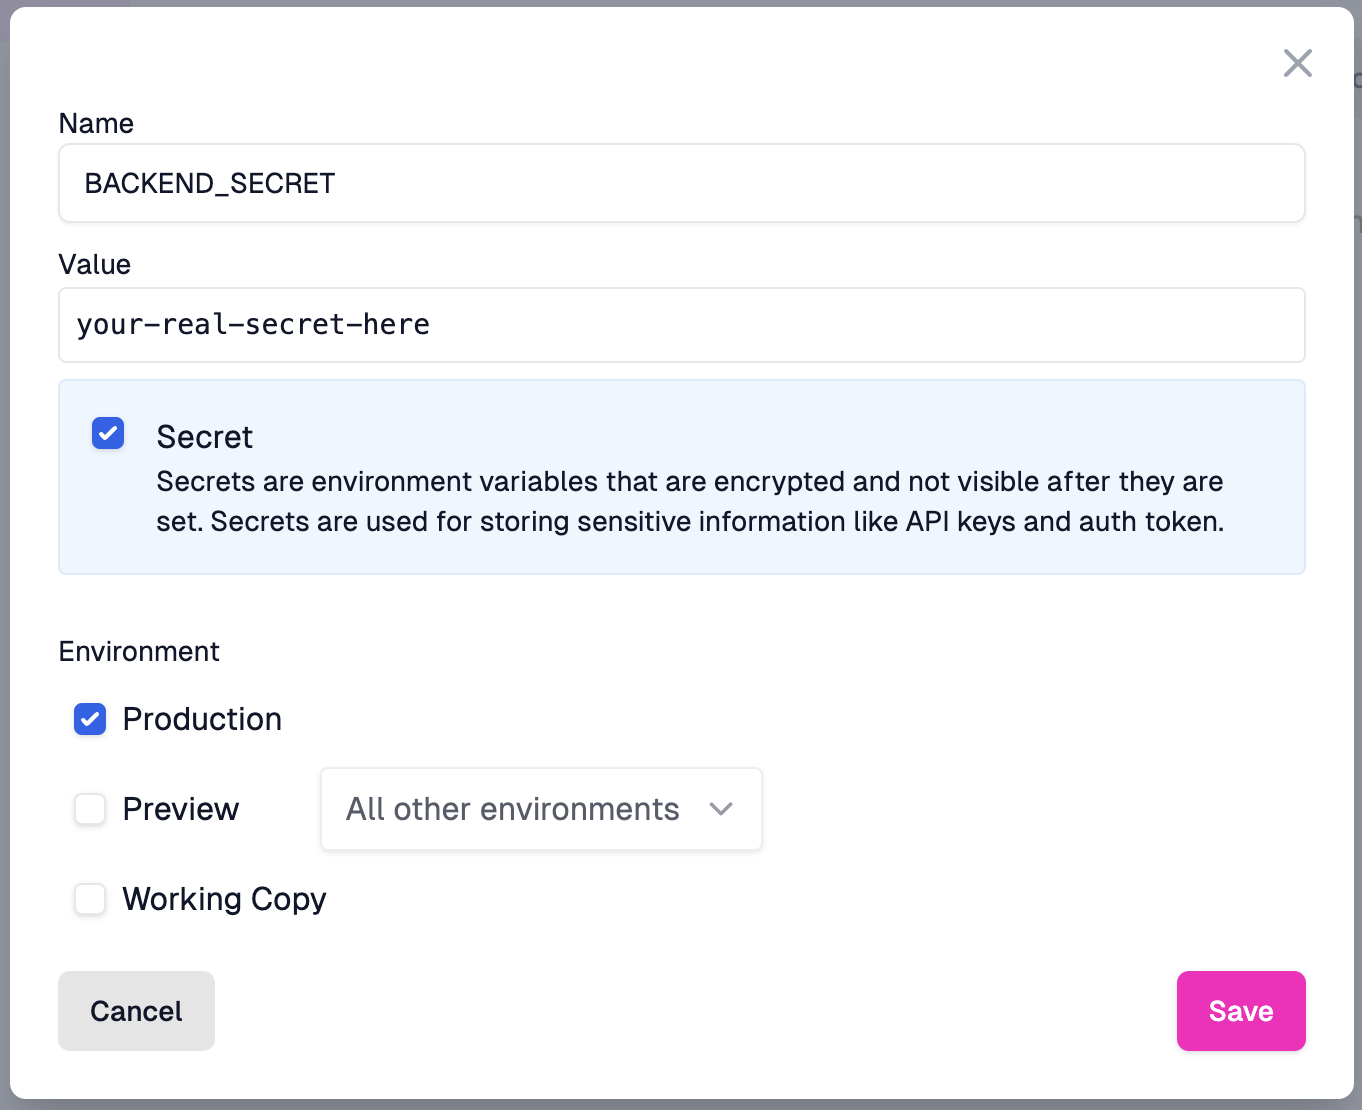 Name
BACKEND_SECRET
Value
your-real-secret-here
Secret
Secrets are environment variables that are encrypted and not visible after they are
set. Secrets are used for storing sensitive information like API keys and auth token.
Environment
Production
Preview
All other environments
Working Copy
Cancel
Save